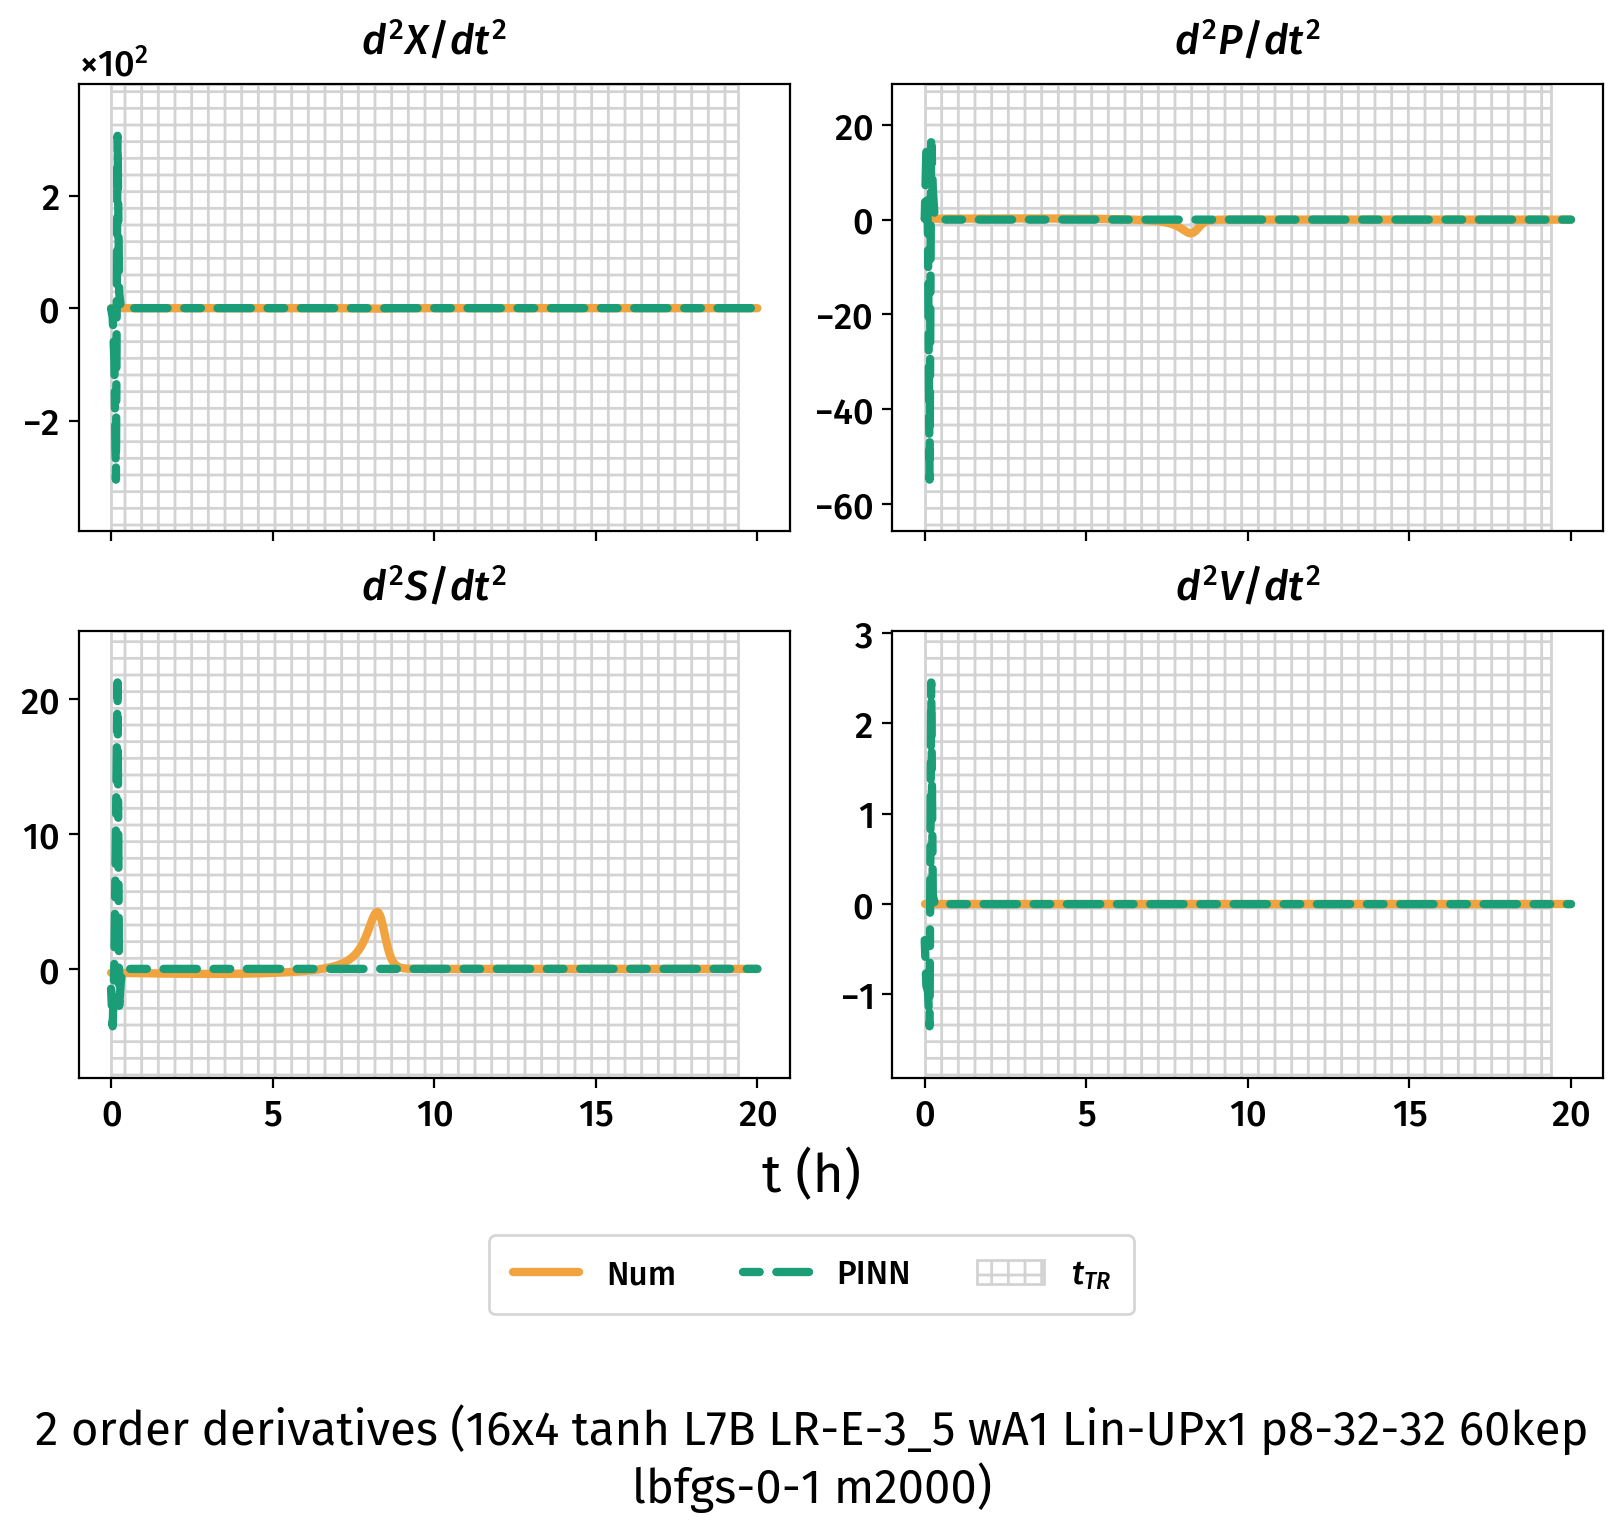 d²X/dt²
d²P/dt²
×10²
2
0
−2
20
0
−20
−40
−60
d²S/dt²
d²V/dt²
20
10
0
3
2
1
0
−1
0 5 10 15 20
0 5 10 15 20
t (h)
Num PINN t_TR
2 order derivatives (16x4 tanh L7B LR-E-3_5 wA1 Lin-UPx1 p8-32-32 60kep
lbfgs-0-1 m2000)